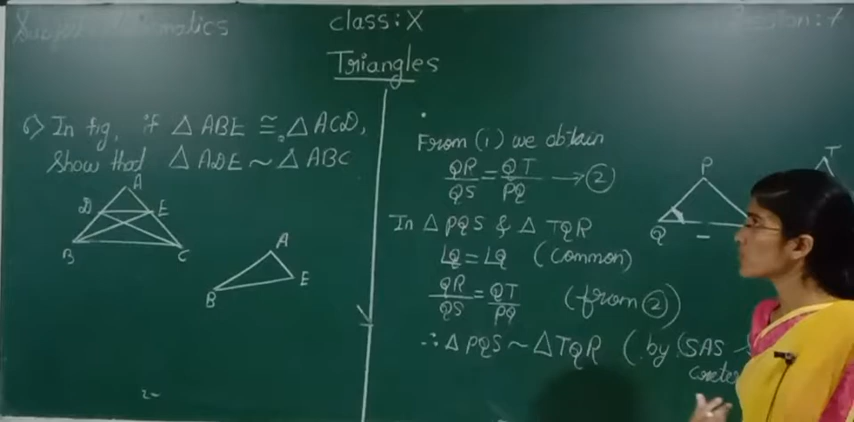 class: X
Triangles
6) In fig, if △ ABE ≅ △ ACD,
Show that △ ADE ~ △ ABC
A
D E
B C
A
B E
From (1) we obtain
QR/QS = QT/PQ → ②
In △ PQS & △ TQR
∠Q = ∠Q (Common)
QR/QS = QT/PQ (from ②)
∴ △ PQS ~ △ TQR (by (SAS
P
T
Q